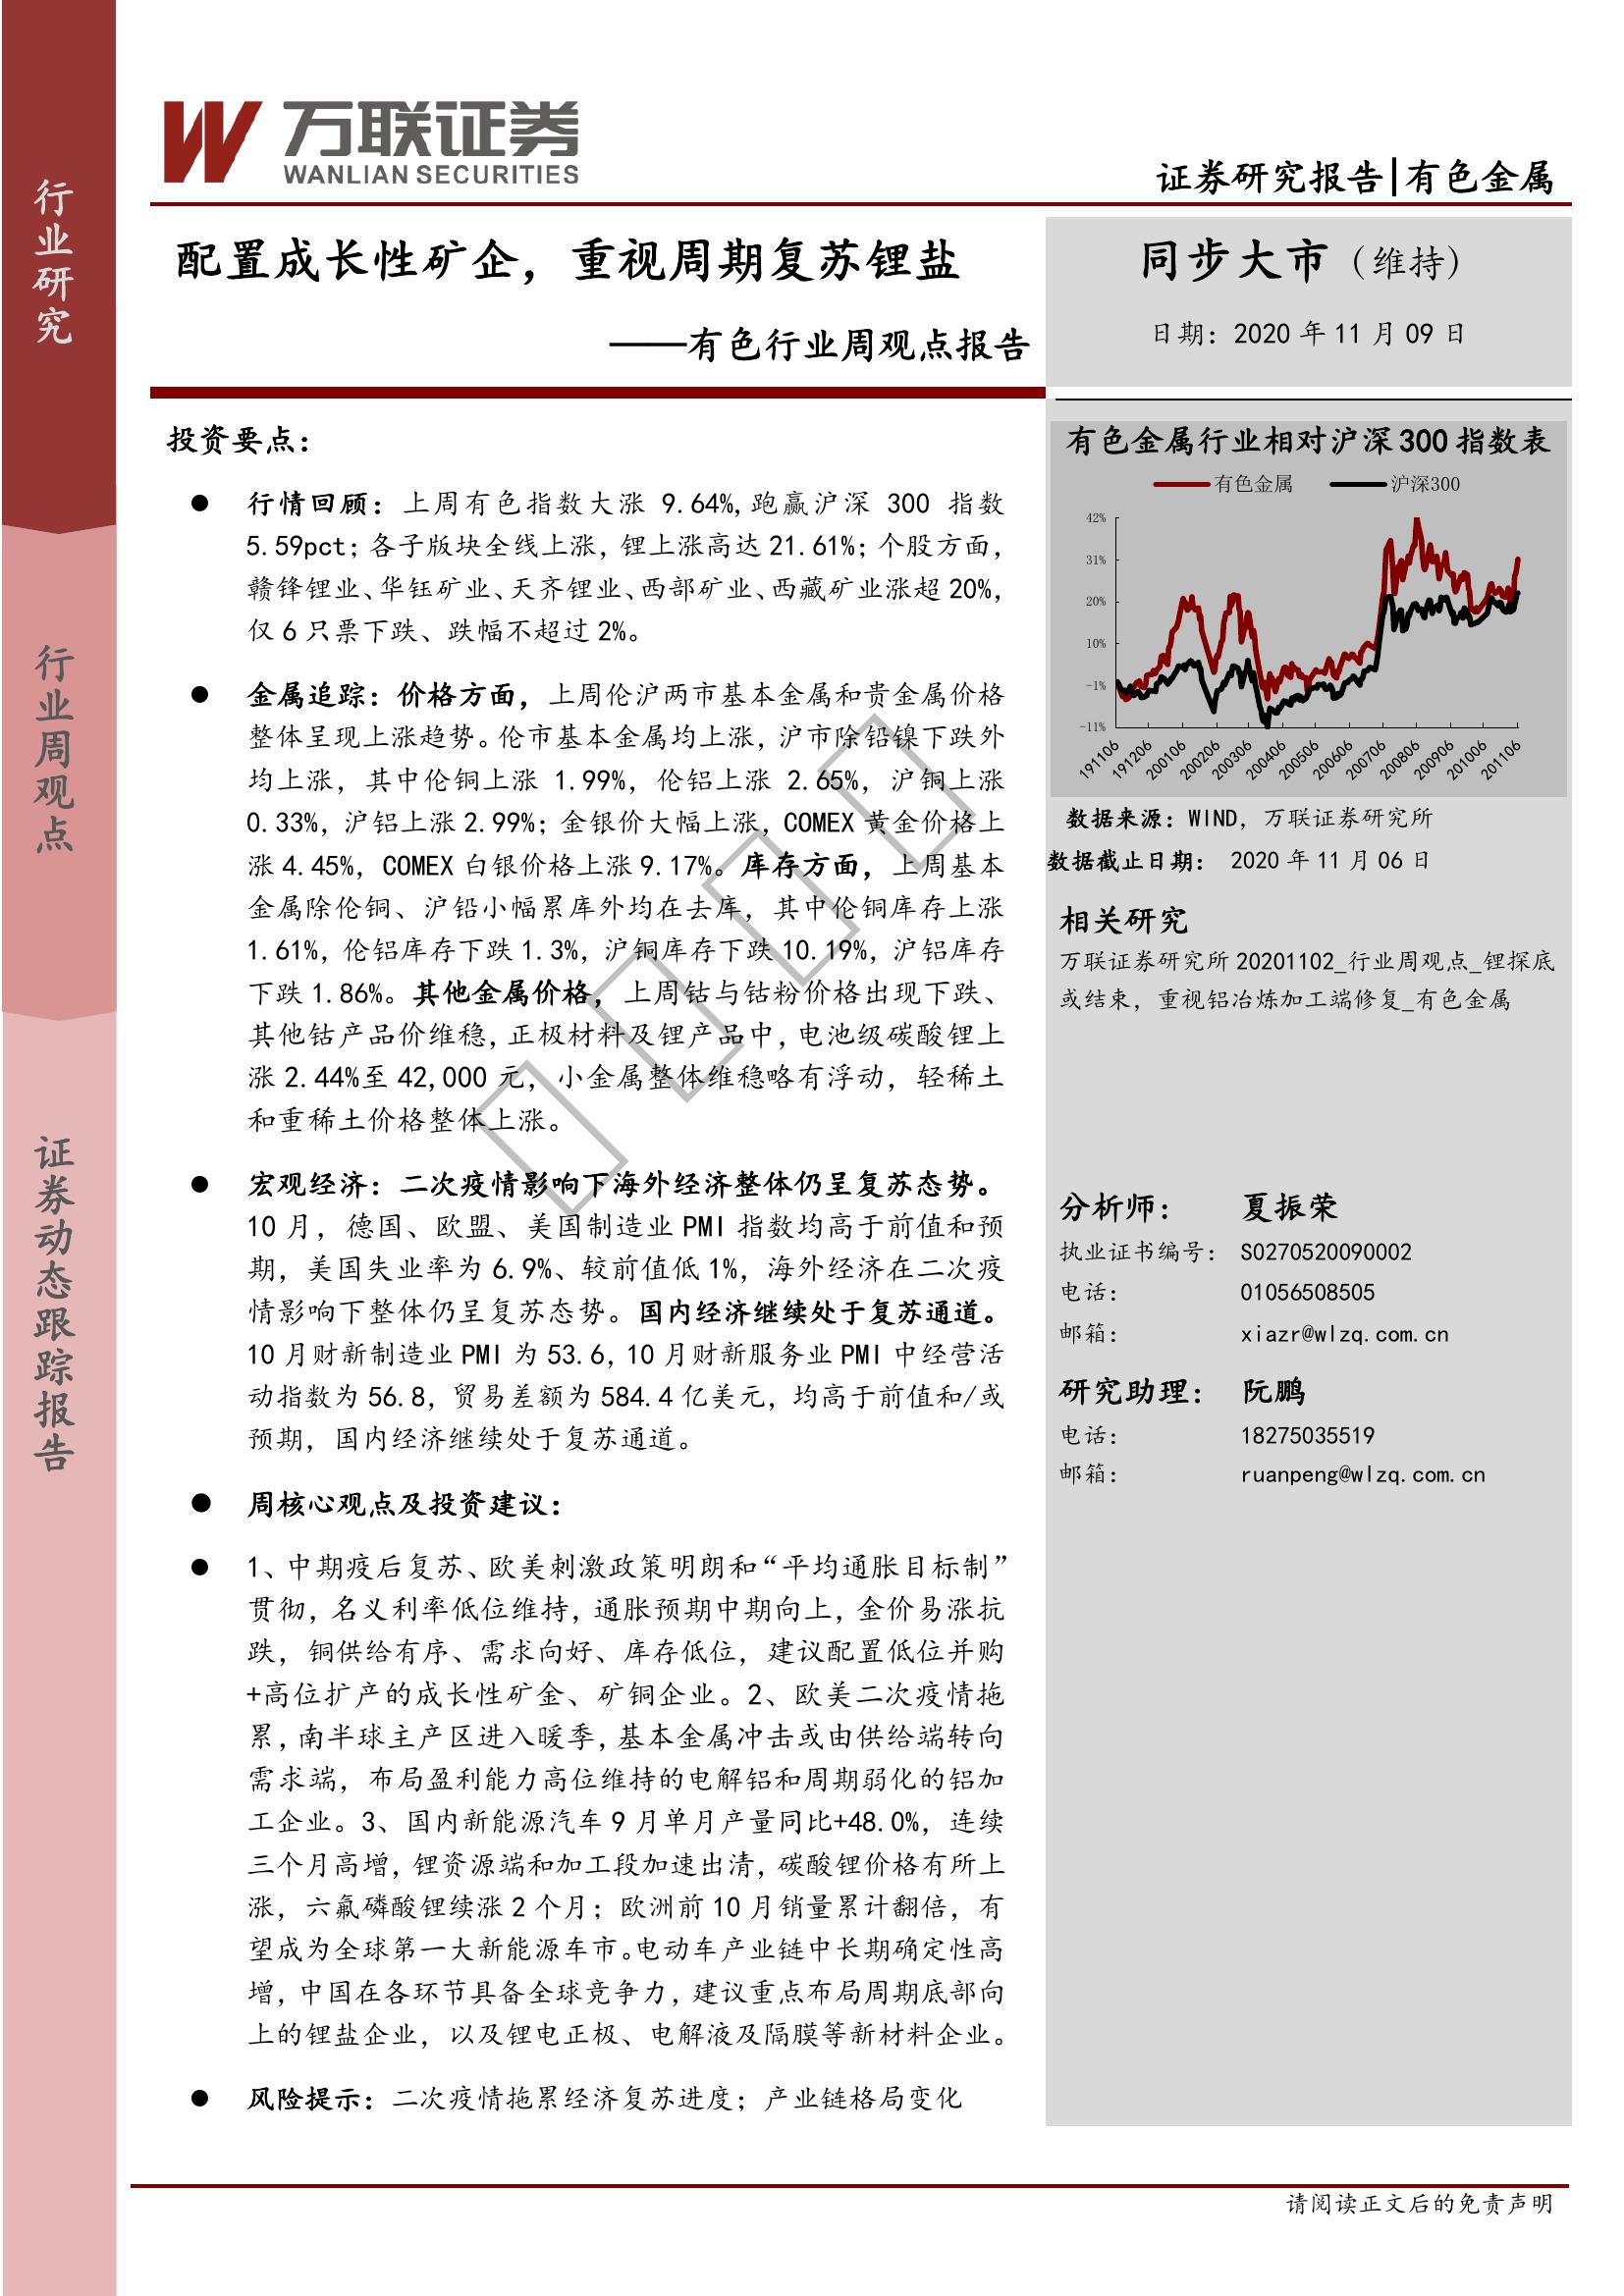 行业研究
行业周观点
证券动态跟踪报告
万联证券
WANLIAN SECURITIES
证券研究报告|有色金属
配置成长性矿企，重视周期复苏锂盐
——有色行业周观点报告
同步大市（维持）
日期：2020 年 11 月 09 日
投资要点：
● 行情回顾：上周有色指数大涨 9.64%,跑赢沪深 300 指数
5.59pct；各子版块全线上涨，锂上涨高达 21.61%；个股方面，
赣锋锂业、华钰矿业、天齐锂业、西部矿业、西藏矿业涨超 20%，
仅 6 只票下跌、跌幅不超过 2%。
● 金属追踪：价格方面，上周伦沪两市基本金属和贵金属价格
整体呈现上涨趋势。伦市基本金属均上涨，沪市除铅镍下跌外
均上涨，其中伦铜上涨 1.99%，伦铝上涨 2.65%，沪铜上涨
0.33%，沪铝上涨 2.99%；金银价大幅上涨，COMEX 黄金价格上
涨 4.45%，COMEX 白银价格上涨 9.17%。库存方面，上周基本
金属除伦铜、沪铅小幅累库外均在去库，其中伦铜库存上涨
1.61%，伦铝库存下跌 1.3%，沪铜库存下跌 10.19%，沪铝库存
下跌 1.86%。其他金属价格，上周钴与钴粉价格出现下跌、
其他钴产品价维稳，正极材料及锂产品中，电池级碳酸锂上
涨 2.44%至 42,000 元，小金属整体维稳略有浮动，轻稀土
和重稀土价格整体上涨。
● 宏观经济：二次疫情影响下海外经济整体仍呈复苏态势。
10 月，德国、欧盟、美国制造业 PMI 指数均高于前值和预
期，美国失业率为 6.9%、较前值低 1%，海外经济在二次疫
情影响下整体仍呈复苏态势。国内经济继续处于复苏通道。
10 月财新制造业 PMI 为 53.6，10 月财新服务业 PMI 中经营活
动指数为 56.8，贸易差额为 584.4 亿美元，均高于前值和/或
预期，国内经济继续处于复苏通道。
● 周核心观点及投资建议：
● 1、中期疫后复苏、欧美刺激政策明朗和“平均通胀目标制”
贯彻，名义利率低位维持，通胀预期中期向上，金价易涨抗
跌，铜供给有序、需求向好、库存低位，建议配置低位并购
+高位扩产的成长性矿金、矿铜企业。2、欧美二次疫情拖
累，南半球主产区进入暖季，基本金属冲击或由供给端转向
需求端，布局盈利能力高位维持的电解铝和周期弱化的铝加
工企业。3、国内新能源汽车 9 月单月产量同比+48.0%，连续
三个月高增，锂资源端和加工段加速出清，碳酸锂价格有所上
涨，六氟磷酸锂续涨 2 个月；欧洲前 10 月销量累计翻倍，有
望成为全球第一大新能源车市。电动车产业链中长期确定性高
增，中国在各环节具备全球竞争力，建议重点布局周期底部向
上的锂盐企业，以及锂电正极、电解液及隔膜等新材料企业。
● 风险提示：二次疫情拖累经济复苏进度；产业链格局变化
有色金属行业相对沪深 300 指数表
有色金属 沪深300
42%
31%
20%
10%
-1%
-11%
191106 191206 200106 200206 200306 200406 200506 200606 200706 200806 200906 201006 201106
数据来源：WIND，万联证券研究所
数据截止日期： 2020 年 11 月 06 日
相关研究
万联证券研究所 20201102_行业周观点_锂探底
或结束，重视铝冶炼加工端修复_有色金属
分析师： 夏振荣
执业证书编号： S0270520090002
电话： 01056508505
邮箱： xiazr@wlzq.com.cn
研究助理： 阮鹏
电话： 18275035519
邮箱： ruanpeng@wlzq.com.cn
请阅读正文后的免责声明